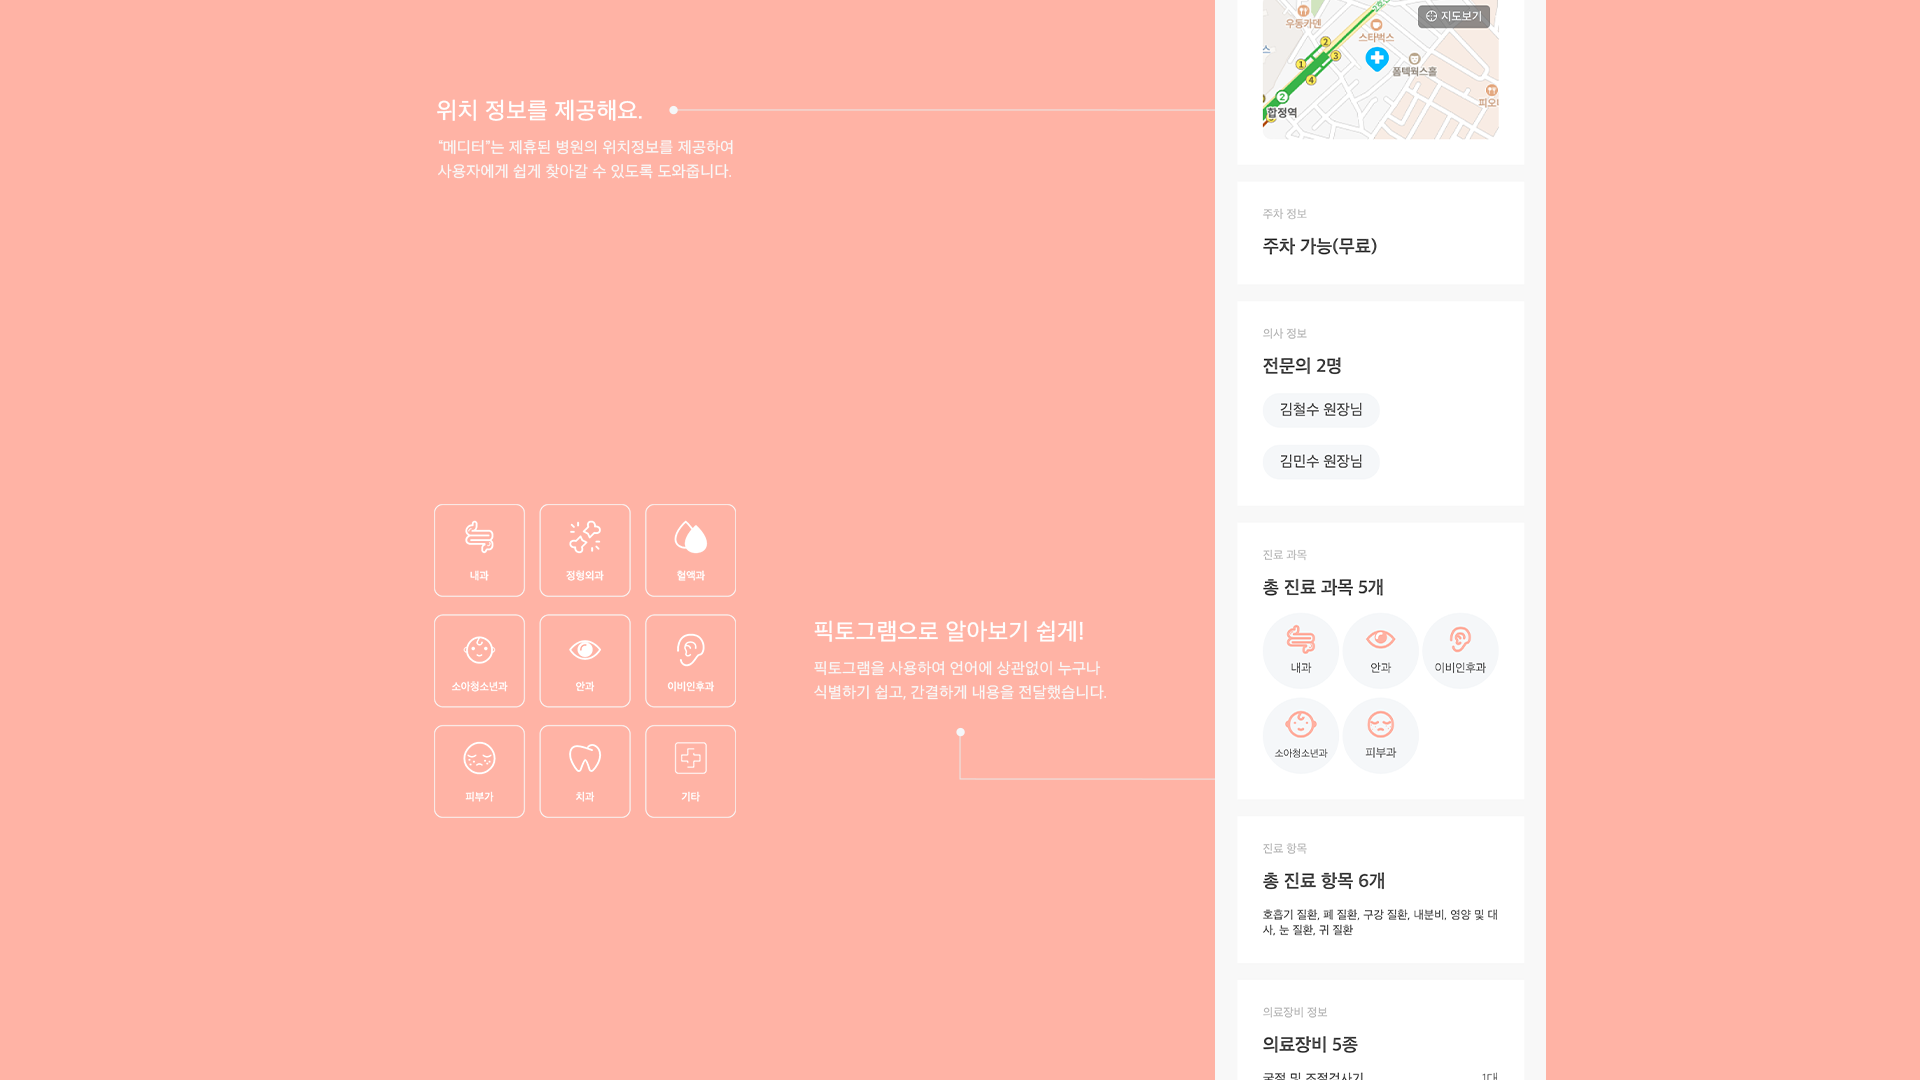 위치 정보를 제공해요.
“메디터”는 제휴된 병원의 위치정보를 제공하여
사용자에게 쉽게 찾아갈 수 있도록 도와줍니다.
내과
정형외과
혈액과
소아청소년과
안과
이비인후과
피부가
치과
기타
픽토그램으로 알아보기 쉽게!
픽토그램을 사용하여 언어에 상관없이 누구나
식별하기 쉽고, 간결하게 내용을 전달했습니다.
우동카덴
지도보기
스타벅스
스
2
3
1
4
폼텍웍스홀
2
합정역
피오니
주차 정보
주차 가능(무료)
의사 정보
전문의 2명
김철수 원장님
김민수 원장님
진료 과목
총 진료 과목 5개
내과
안과
이비인후과
소아청소년과
피부과
진료 항목
총 진료 항목 6개
호흡기 질환, 폐 질환, 구강 질환, 내분비, 영양 및 대
사, 눈 질환, 귀 질환
의료장비 정보
의료장비 5종
굴절 및 조절검사기 1대